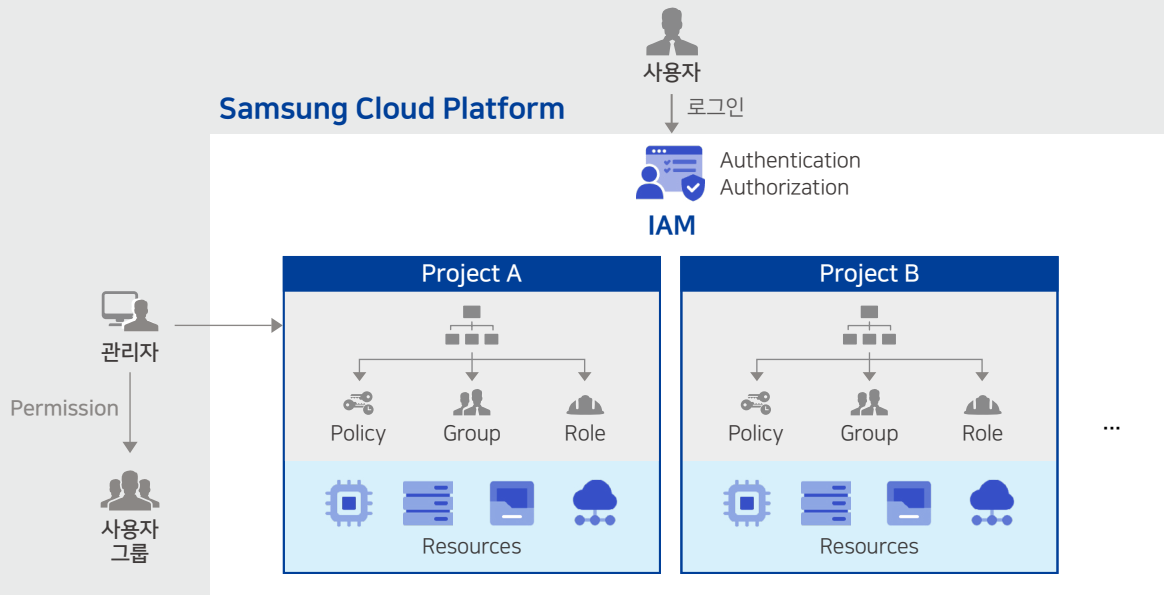 사용자
Samsung Cloud Platform
로그인
Authentication
Authorization
IAM
Project A
Project B
관리자
Permission
사용자
그룹
Policy
Group
Role
Policy
Group
Role
...
Resources
Resources